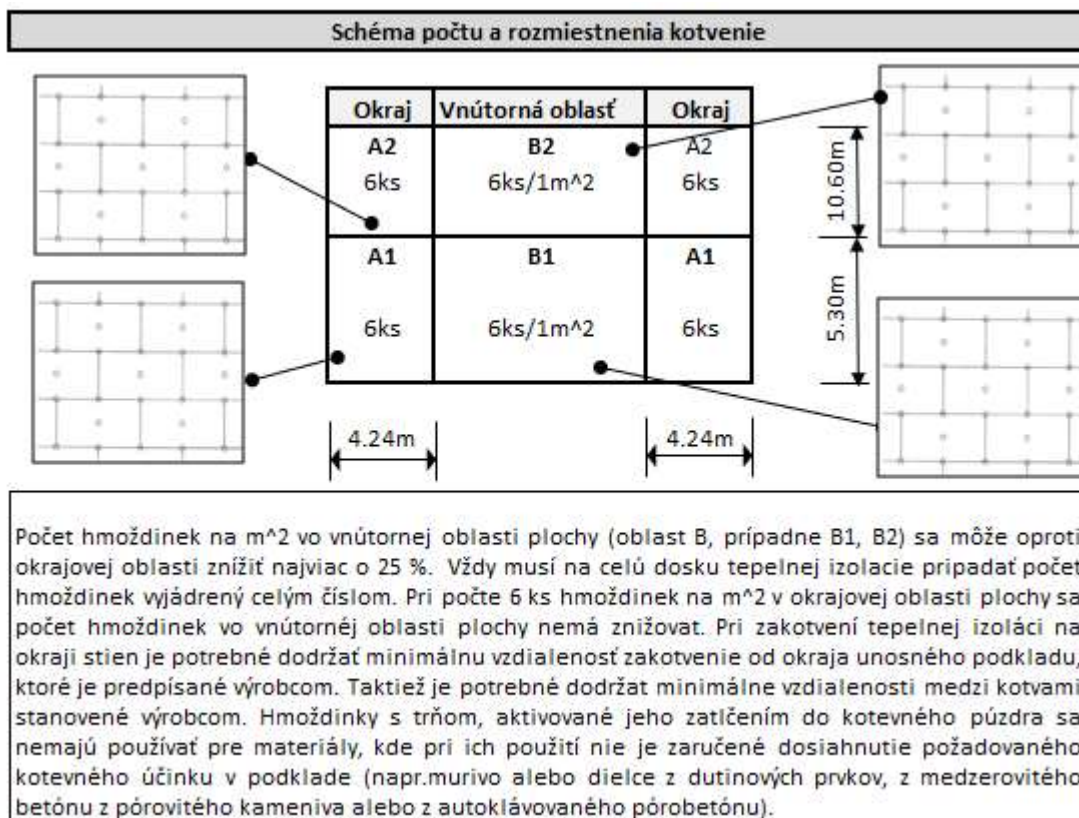 Schéma počtu a rozmiestnenia kotvenie
Okraj Vnútorná oblasť Okraj
A2 B2 A2
6ks 6ks/1m^2 6ks
10.60m
A1 B1 A1
6ks 6ks/1m^2 6ks
5.30m
4.24m 4.24m
Počet hmoždinek na m^2 vo vnútornej oblasti plochy (oblast B, prípadne B1, B2) sa môže oproti
okrajovej oblasti znížiť najviac o 25 %. Vždy musí na celú dosku tepelnej izolacie pripadať počet
hmoždinek vyjádrený celým číslom. Pri počte 6 ks hmoždinek na m^2 v okrajovej oblasti plochy sa
počet hmoždinek vo vnútornéj oblasti plochy nemá znižovat. Pri zakotvení tepelnej izoláci na
okraji stien je potrebné dodržať minimálnu vzdialenosť zakotvenie od okraja unosného podkladu,
ktoré je predpísané výrobcom. Taktiež je potrebné dodržat minimálne vzdialenosti medzi kotvami
stanovené výrobcom. Hmoždinky s tŕňom, aktivované jeho zatlčením do kotevného púzdra sa
nemajú používať pre materiály, kde pri ich použití nie je zaručené dosiahnutie požadovaného
kotevného účinku v podklade (napr.murivo alebo dielce z dutinových prvkov, z medzerovitého
betónu z pórovitého kameniva alebo z autoklávovaného pórobetónu).